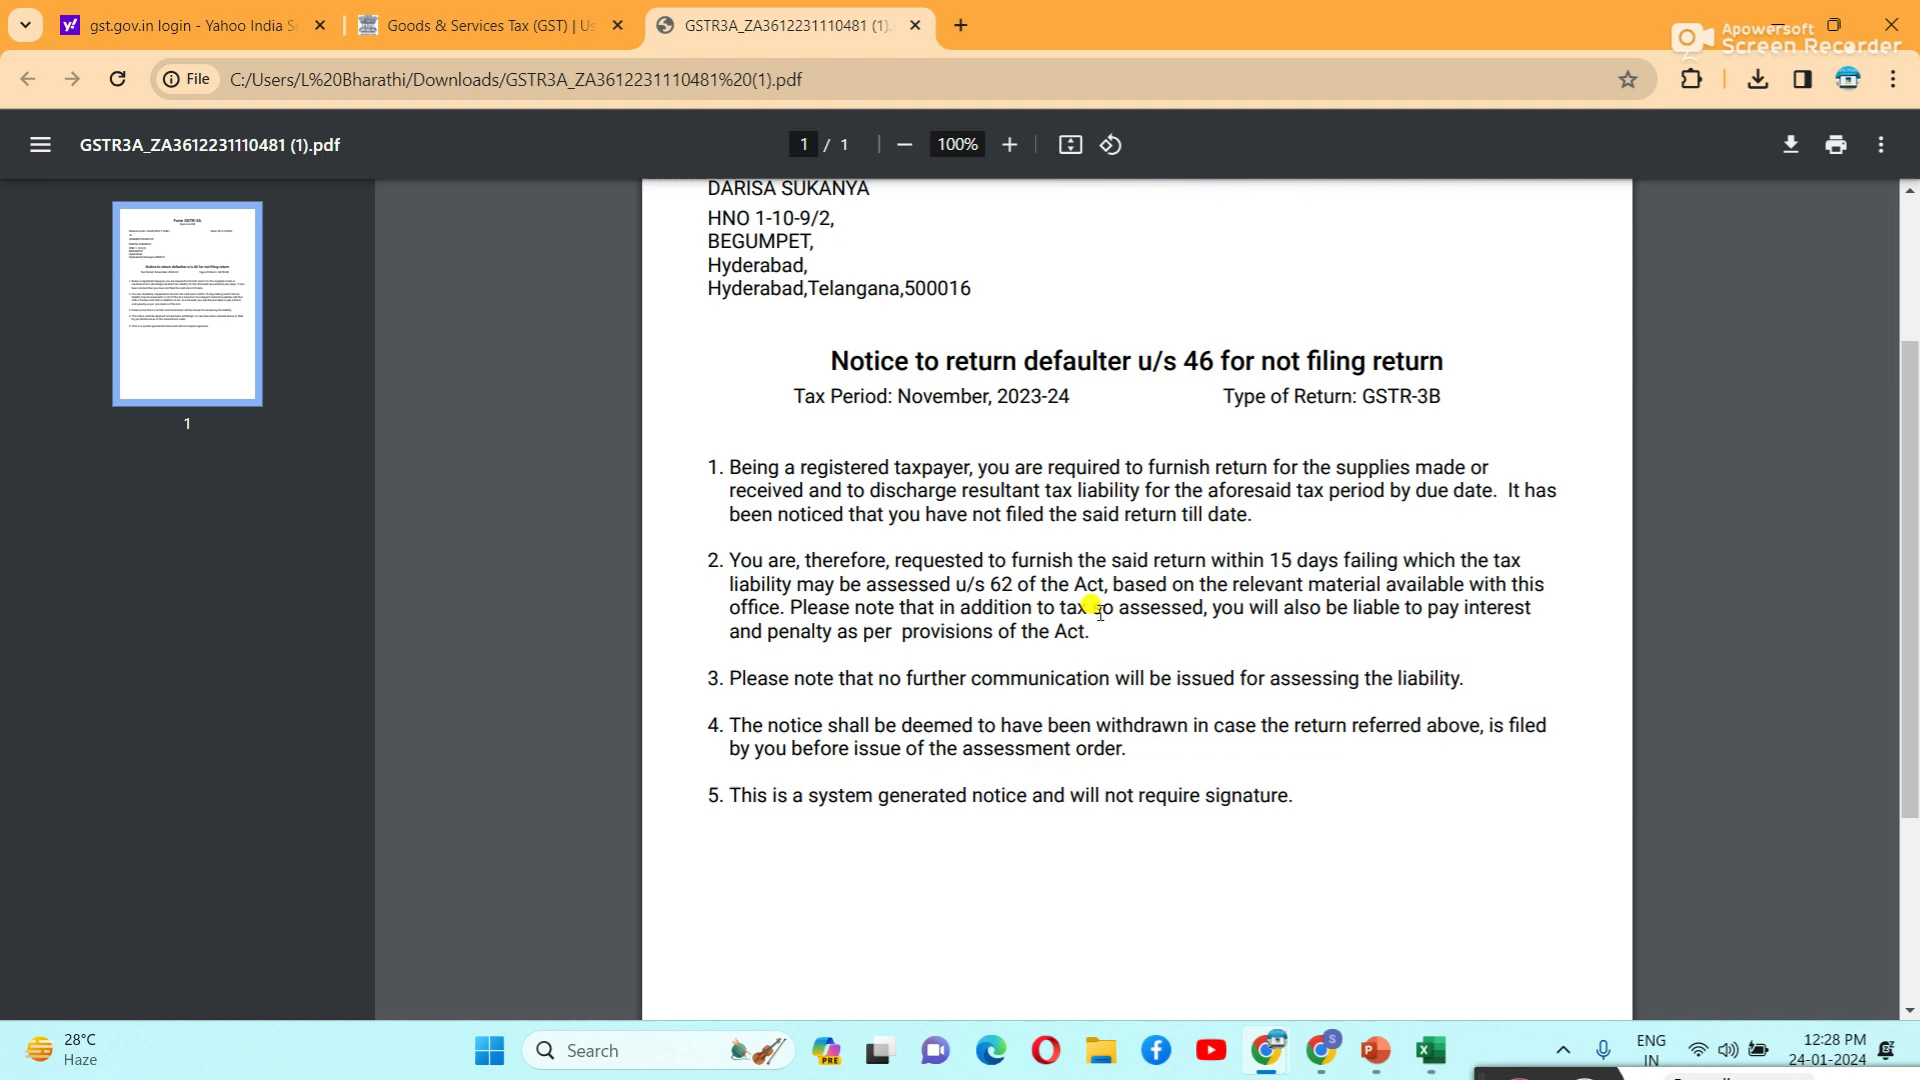 gst.gov.in login - Yahoo India S
Goods & Services Tax (GST) | Us
GSTR3A_ZA3612231110481 (1).
Apowersoft
Screen Recorder
File
C:/Users/L%20Bharathi/Downloads/GSTR3A_ZA3612231110481%20(1).pdf
GSTR3A_ZA3612231110481 (1).pdf
1 / 1
100%
1
DARISA SUKANYA
HNO 1-10-9/2,
BEGUMPET,
Hyderabad,
Hyderabad,Telangana,500016
Notice to return defaulter u/s 46 for not filing return
Tax Period: November, 2023-24
Type of Return: GSTR-3B
1. Being a registered taxpayer, you are required to furnish return for the supplies made or
received and to discharge resultant tax liability for the aforesaid tax period by due date. It has
been noticed that you have not filed the said return till date.
2. You are, therefore, requested to furnish the said return within 15 days failing which the tax
liability may be assessed u/s 62 of the Act, based on the relevant material available with this
office. Please note that in addition to tax so assessed, you will also be liable to pay interest
and penalty as per provisions of the Act.
3. Please note that no further communication will be issued for assessing the liability.
4. The notice shall be deemed to have been withdrawn in case the return referred above, is filed
by you before issue of the assessment order.
5. This is a system generated notice and will not require signature.
28°C
Haze
Search
PRE
ENG
IN
12:28 PM
24-01-2024